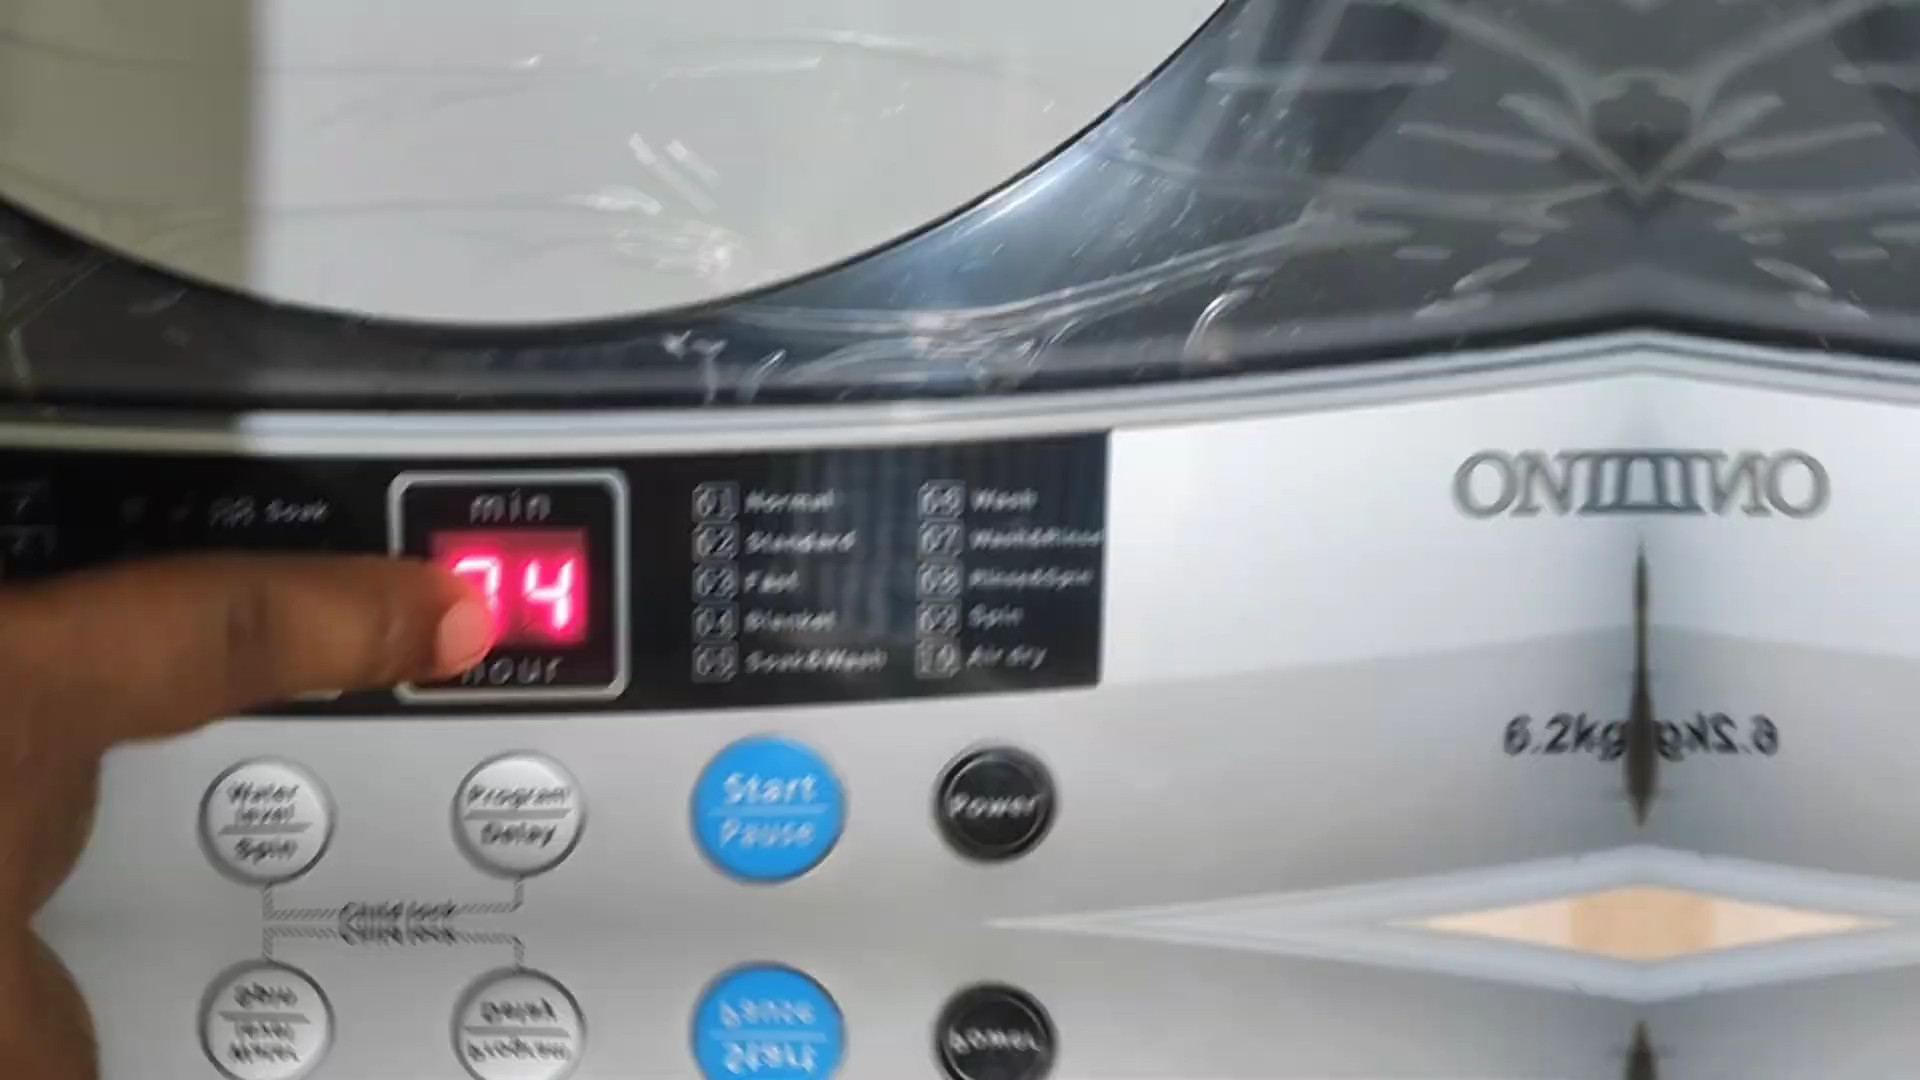 Soak
min
74
hour
01 Normal
02 Standard
03 Fast
04 Blanket
05 Soak&Wash
06 Wash
07 Wash&Rinse
08 Rinse&Spin
09 Spin
10 Air dry
6.2kg
Water
level
Spin
Program
Delay
Start
Pause
Power
Child lock